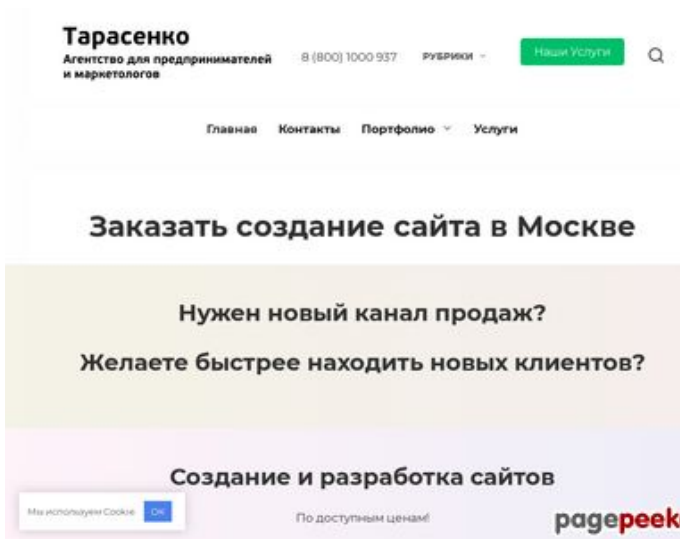 Тарасенко
Агентство для предпринимателей
и маркетологов
8 (800) 1000 937
РУБРИКИ
Наши Услуги
Главная Контакты Портфолио Услуги
Заказать создание сайта в Москве
Нужен новый канал продаж?
Желаете быстрее находить новых клиентов?
Создание и разработка сайтов
Мы используем Cookie OK
По доступным ценам!
pagepeek